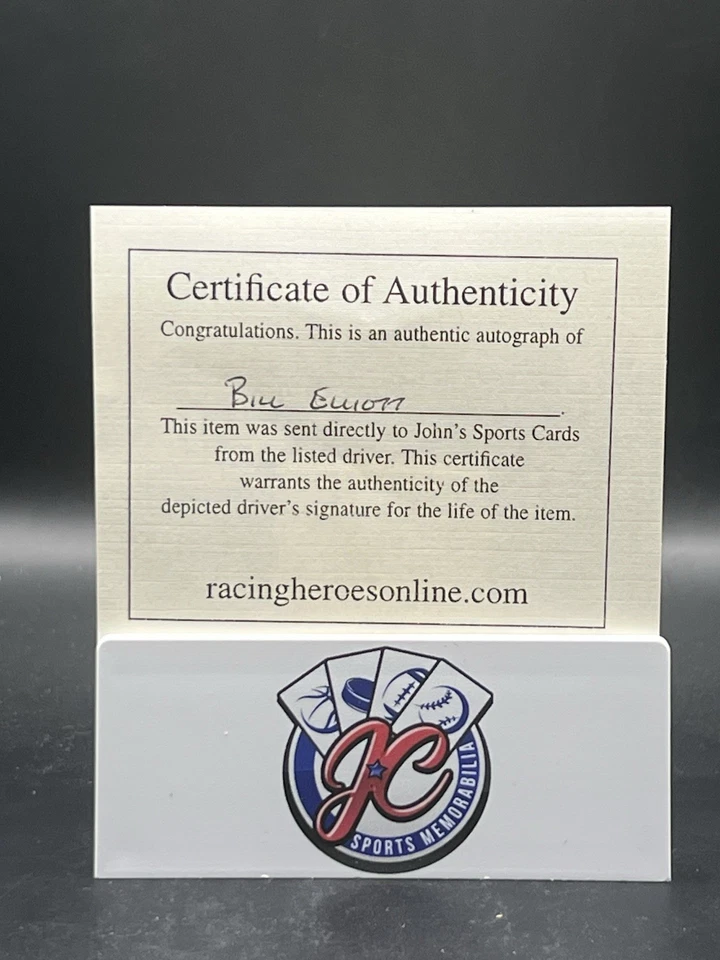 Certificate of Authenticity
Congratulations. This is an authentic autograph of
Bill Elliott.
This item was sent directly to John's Sports Cards
from the listed driver. This certificate
warrants the authenticity of the
depicted driver's signature for the life of the item.
racingheroesonline.com
JC
SPORTS MEMORABILIA